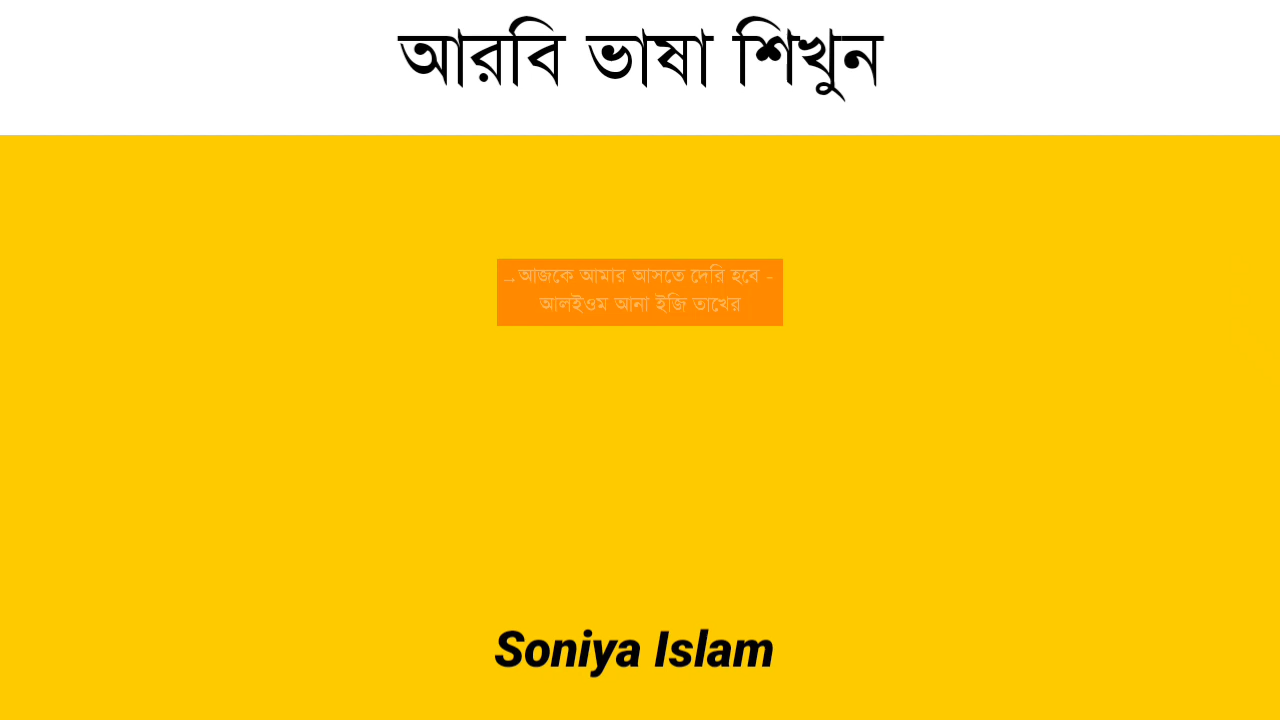 আরবি ভাষা শিখুন
→আজকে আমার আসতে দেরি হবে -
আলইওম আনা ইজি তাখের
Soniya Islam